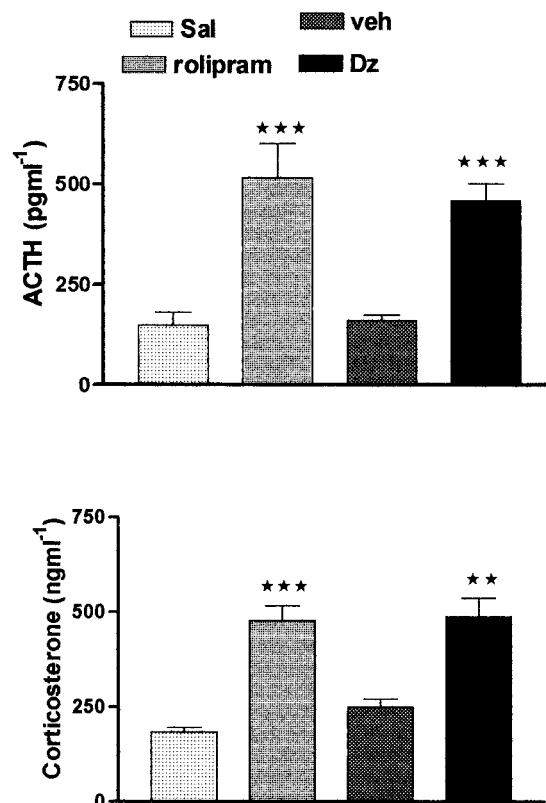 Sal
veh
rolipram
Dz
750
500
250
0
ACTH (pgml-1)
★★★
★★★
750
500
250
0
Corticosterone (ngml-1)
★★★
★★